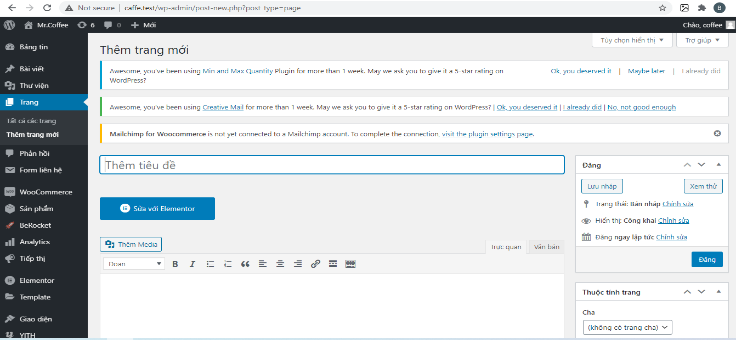 Not secure | caffe.test/wp-admin/post-new.php?post_type=page
B
Mr.Coffee 6 0 Mới
Chào, coffee
Bảng tin
Bài viết
Thư viện
Trang
Tất cả các trang
Thêm trang mới
Phản hồi
Form liên hệ
WooCommerce
Sản phẩm
BeRocket
Analytics
Tiếp thị
Elementor
Template
Giao diện
YITH
Thêm trang mới
Tùy chọn hiển thị
Trợ giúp
Awesome, you've been using Min and Max Quantity Plugin for more than 1 week. May we ask you to give it a 5-star rating on
WordPress?
Ok, you deserved it | Maybe later | I already did
Awesome, you've been using Creative Mail for more than 1 week. May we ask you to give it a 5-star rating on WordPress? | Ok, you deserved it | I already did | No, not good enough
Mailchimp for Woocommerce is not yet connected to a Mailchimp account. To complete the connection, visit the plugin settings page.
Thêm tiêu đề
Sửa với Elementor
Thêm Media
Trực quan
Văn bản
Đoạn
B I
Đăng
Lưu nháp
Xem thử
Trạng thái: Bản nháp Chỉnh sửa
Hiển thị: Công khai Chỉnh sửa
Đăng ngay lập tức Chỉnh sửa
Đăng
Thuộc tính trang
Cha
(không có trang cha)